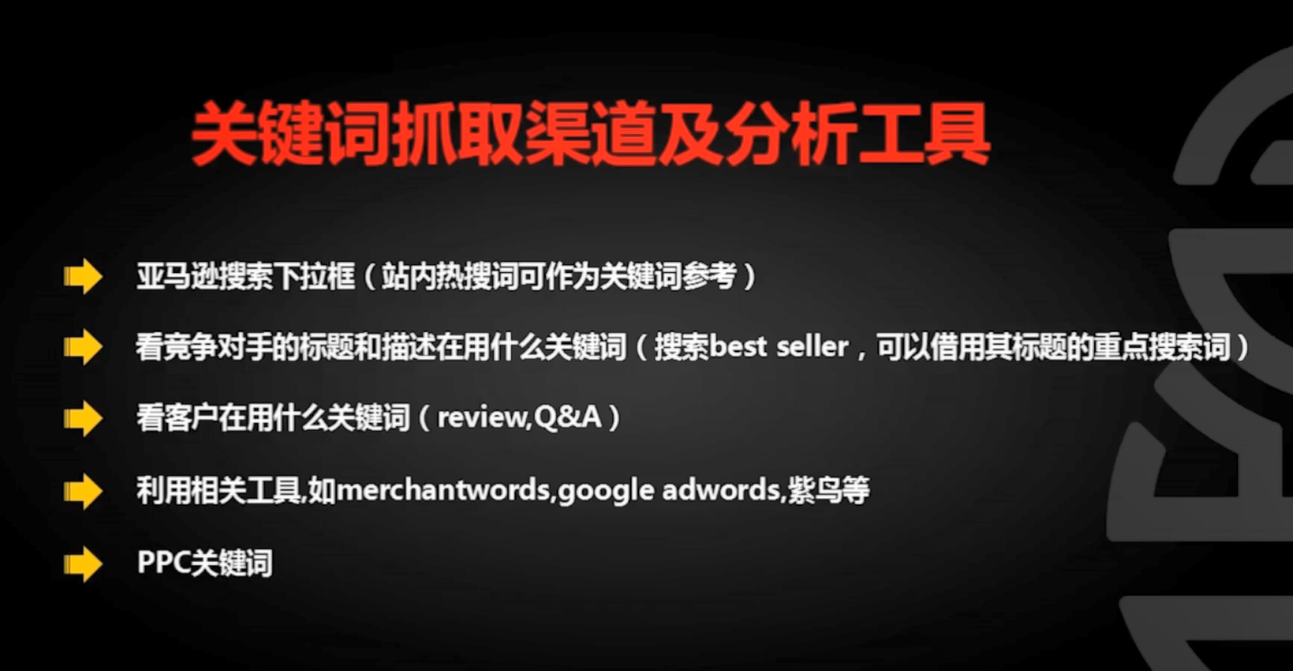 关键词抓取渠道及分析工具
亚马逊搜索下拉框（站内热搜词可作为关键词参考）
看竞争对手的标题和描述在用什么关键词（搜索best seller，可以借用其标题的重点搜索词）
看客户在用什么关键词（review,Q&A）
利用相关工具,如merchantwords,google adwords,紫鸟等
PPC关键词